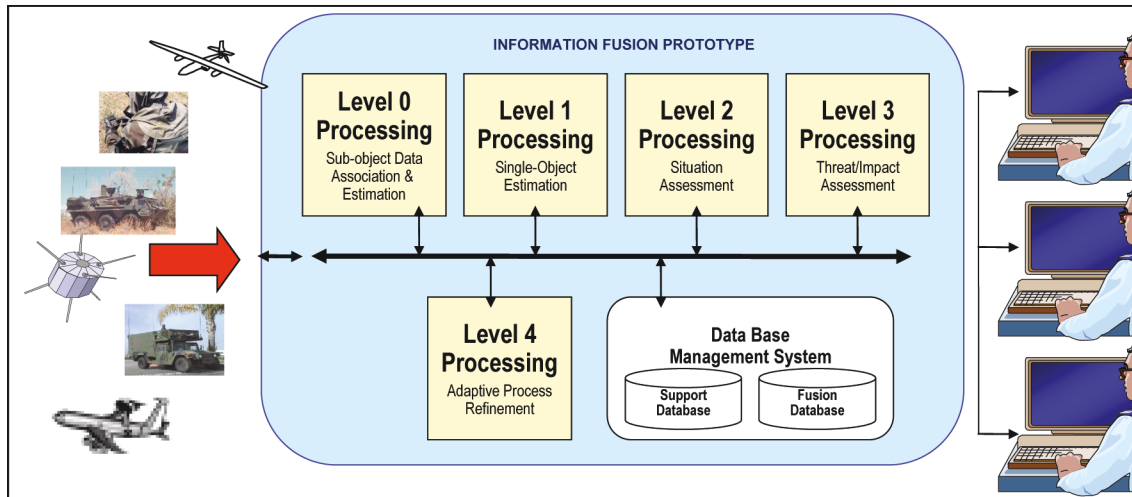 INFORMATION FUSION PROTOTYPE
Level 0
Processing
Sub-object Data
Association &
Estimation
Level 1
Processing
Single-Object
Estimation
Level 2
Processing
Situation
Assessment
Level 3
Processing
Threat/Impact
Assessment
Level 4
Processing
Adaptive Process
Refinement
Data Base
Management System
Support
Database
Fusion
Database